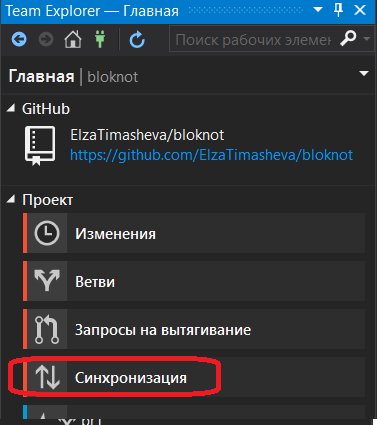 Team Explorer — Главная
Поиск рабочих элемен
Главная | bloknot
GitHub
ElzaTimasheva/bloknot
https://github.com/ElzaTimasheva/bloknot
Проект
Изменения
Ветви
Запросы на вытягивание
Синхронизация